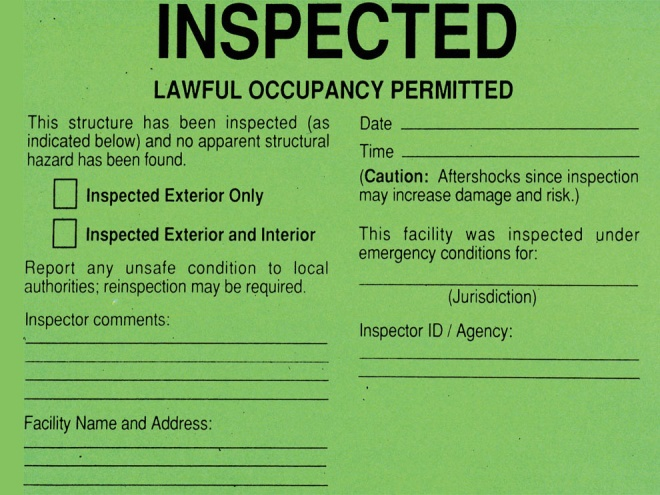 INSPECTED
LAWFUL OCCUPANCY PERMITTED
This structure has been inspected (as
indicated below) and no apparent structural
hazard has been found.
Inspected Exterior Only
Inspected Exterior and Interior
Report any unsafe condition to local
authorities; reinspection may be required.
Inspector comments:
Facility Name and Address:
Date
Time
(Caution: Aftershocks since inspection
may increase damage and risk.)
This facility was inspected under
emergency conditions for:
(Jurisdiction)
Inspector ID / Agency: